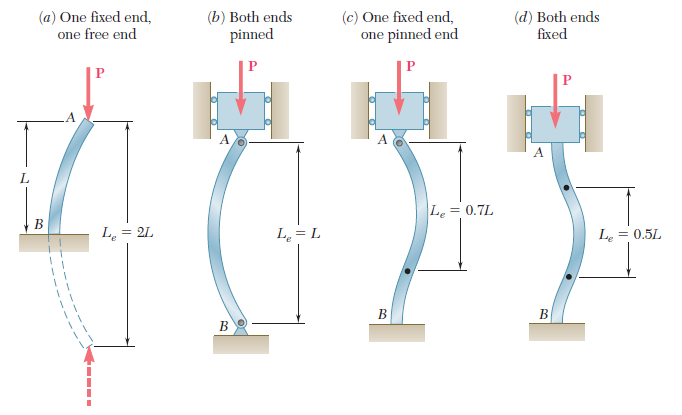 (a) One fixed end,
one free end
(b) Both ends
pinned
(c) One fixed end,
one pinned end
(d) Both ends
fixed
P
P
P
P
A
A
A
A
L
B
Le = 2L
Le = L
Le = 0.7L
Le = 0.5L
B
B
B